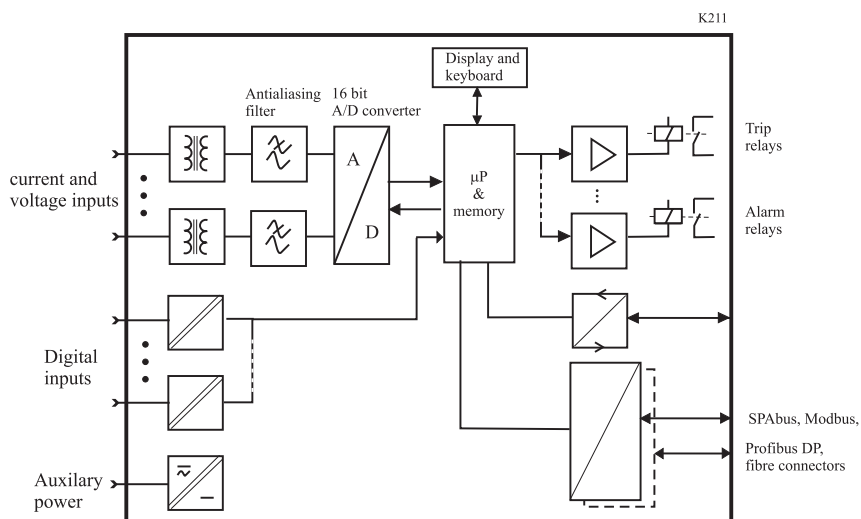 K211
Display and
keyboard
Antialiasing
filter
16 bit
A/D converter
A
D
µP
&
memory
Trip
relays
Alarm
relays
current and
voltage inputs
Digital
inputs
SPAbus, Modbus,
Profibus DP,
fibre connectors
Auxilary
power